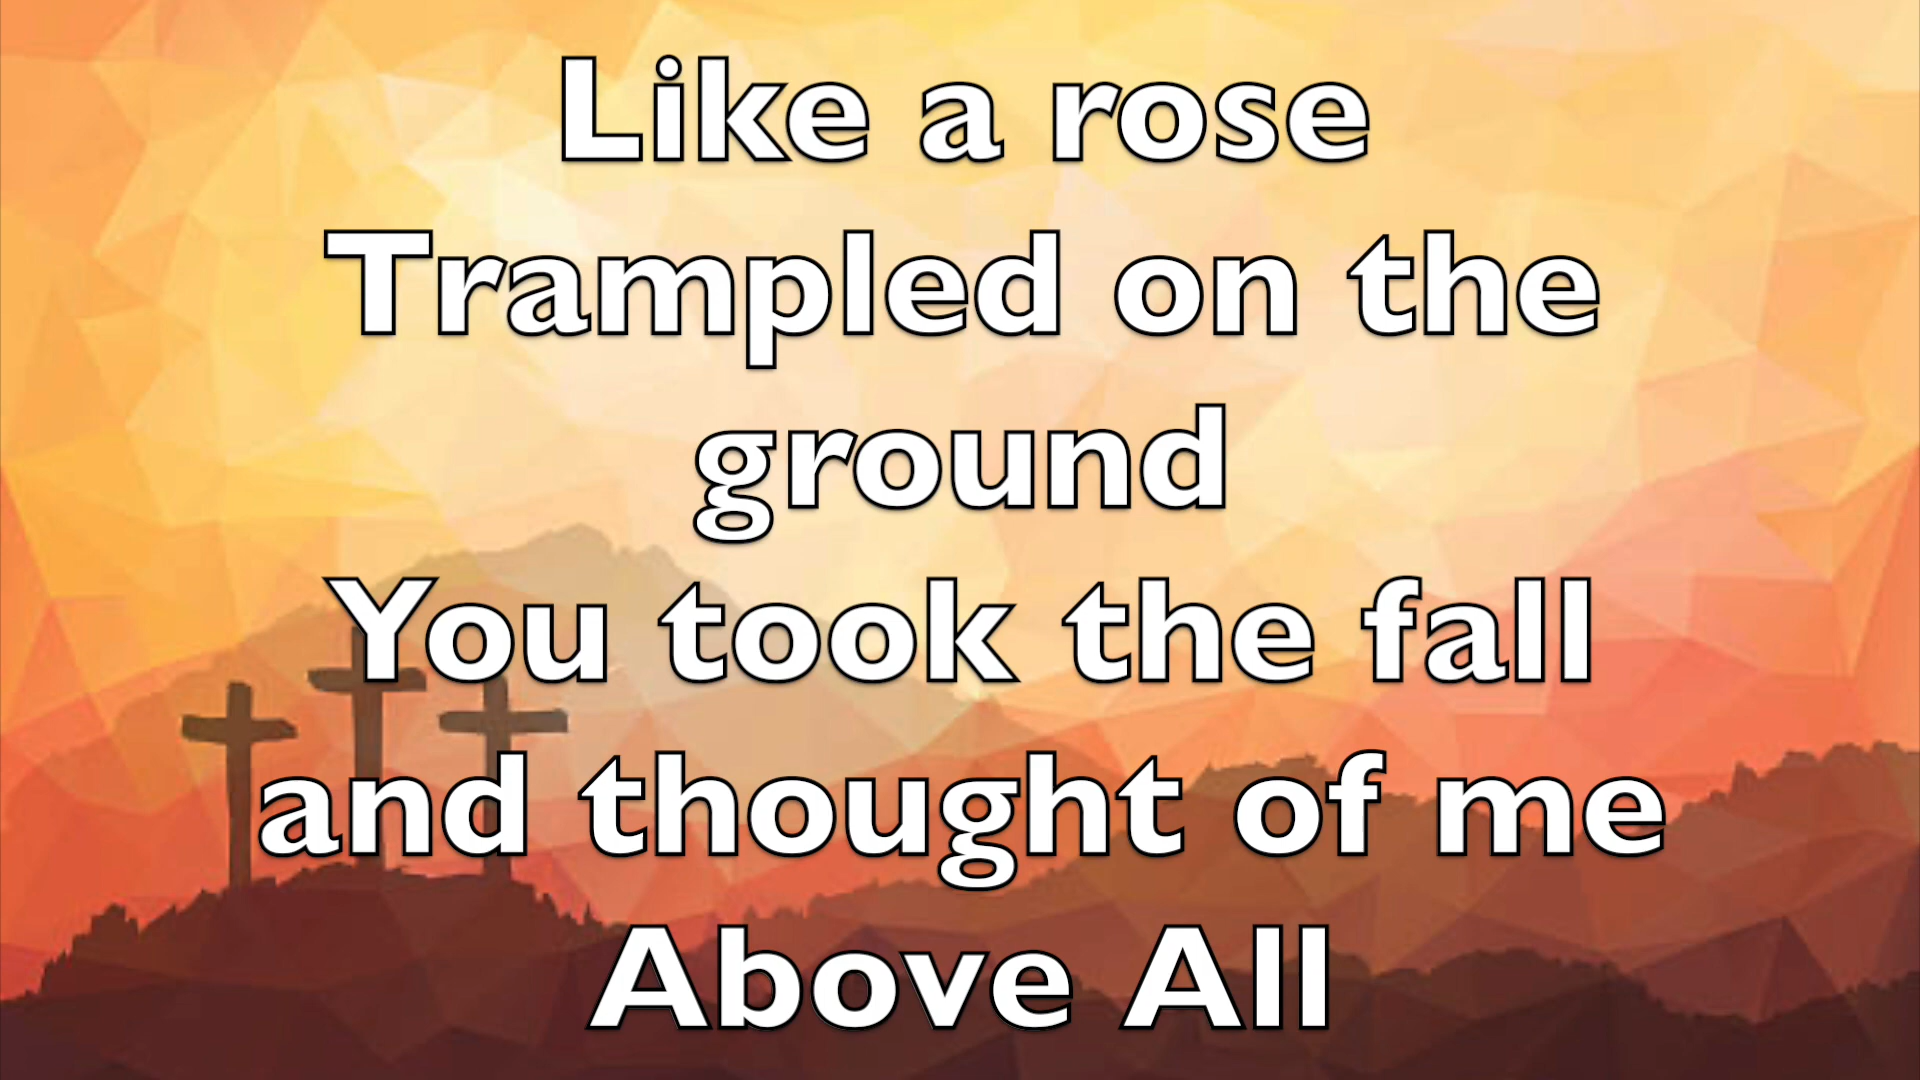 Like a rose
Trampled on the
ground
You took the fall
and thought of me
Above All